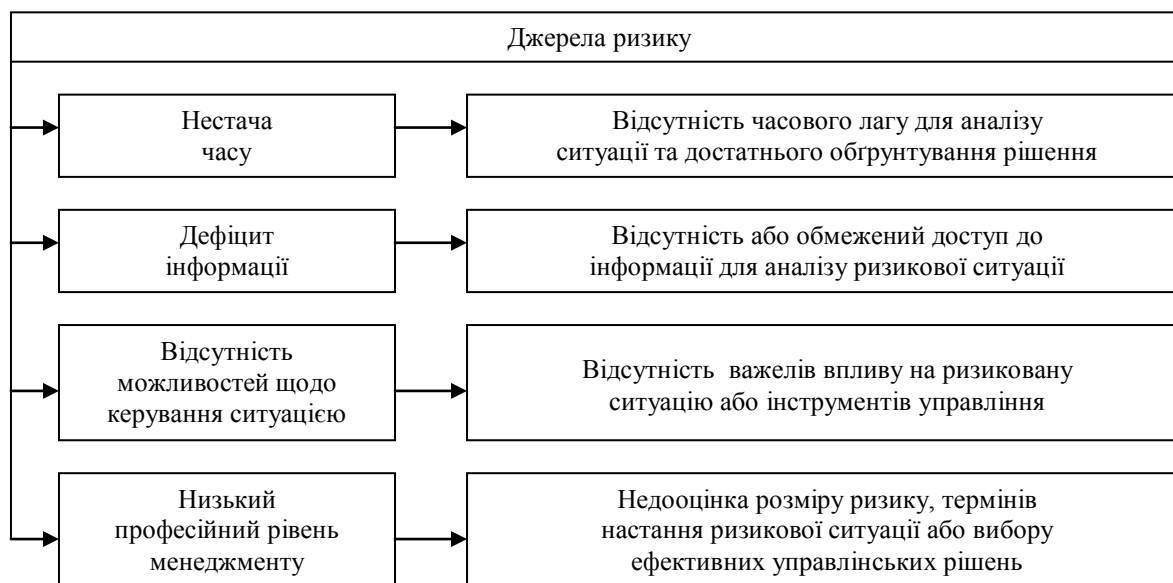 Джерела ризику
Нестача
часу
Відсутність часового лагу для аналізу
ситуації та достатнього обґрунтування рішення
Дефіцит
інформації
Відсутність або обмежений доступ до
інформації для аналізу ризикової ситуації
Відсутність
можливостей щодо
керування ситуацією
Відсутність важелів впливу на ризиковану
ситуацію або інструментів управління
Низький
професійний рівень
менеджменту
Недооцінка розміру ризику, термінів
настання ризикової ситуації або вибору
ефективних управлінських рішень